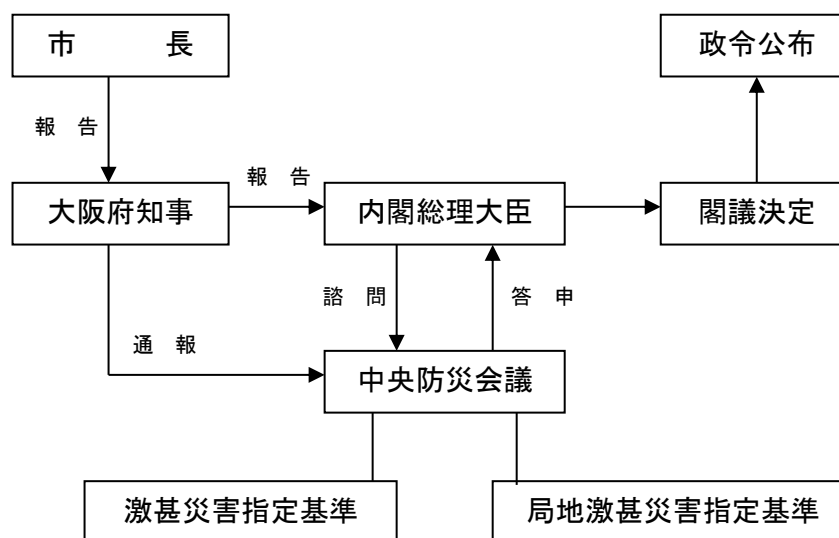 市　　　長
政令公布
報　告
報　告
大阪府知事
内閣総理大臣
閣議決定
諮　問
答　申
通　報
中央防災会議
激甚災害指定基準
局地激甚災害指定基準